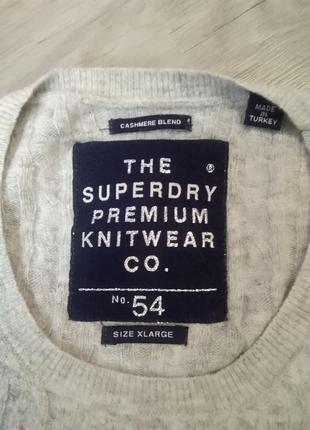 CASHMERE BLEND
MADE
IN
TURKEY
THE ®
SUPERDRY
PREMIUM
KNITWEAR
CO.
No. 54
SIZE XLARGE